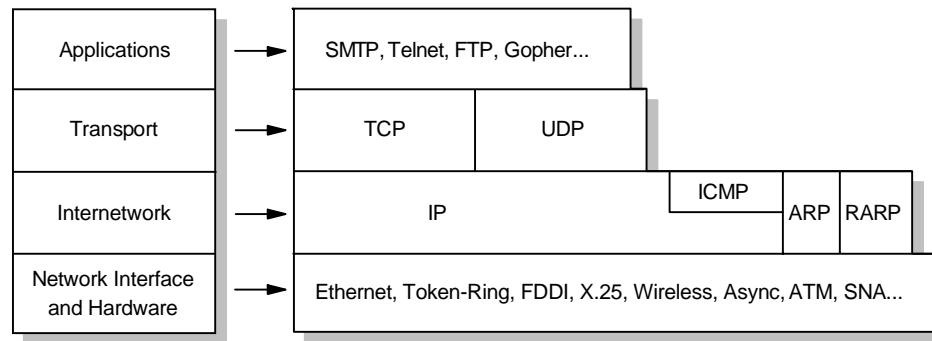 Applications
SMTP, Telnet, FTP, Gopher...
Transport
TCP
UDP
Internetwork
IP
ICMP
ARP
RARP
Network Interface
and Hardware
Ethernet, Token-Ring, FDDI, X.25, Wireless, Async, ATM, SNA...